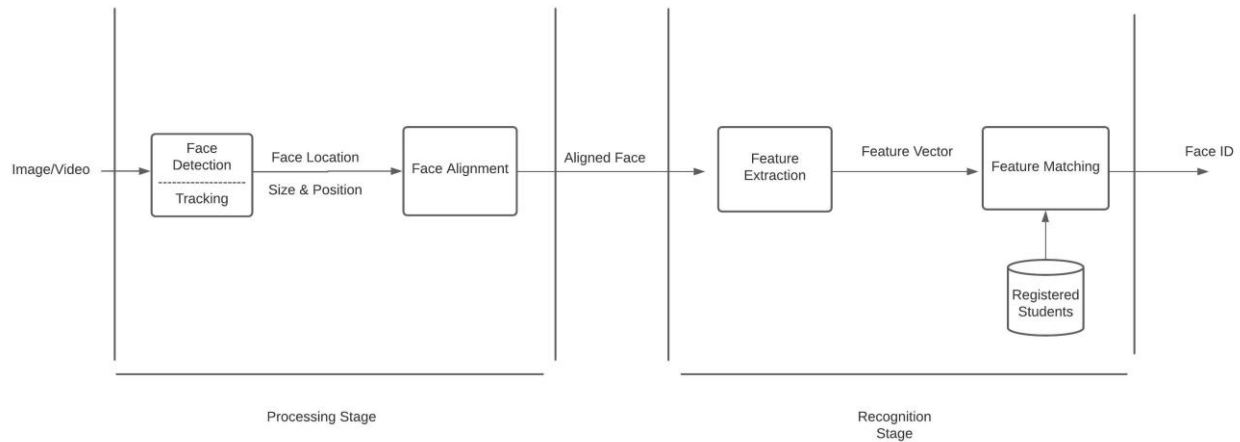 Image/Video
Face
Detection
Tracking
Face Location
Size & Position
Face Alignment
Aligned Face
Feature
Extraction
Feature Vector
Feature Matching
Face ID
Registered
Students
Processing Stage
Recognition
Stage